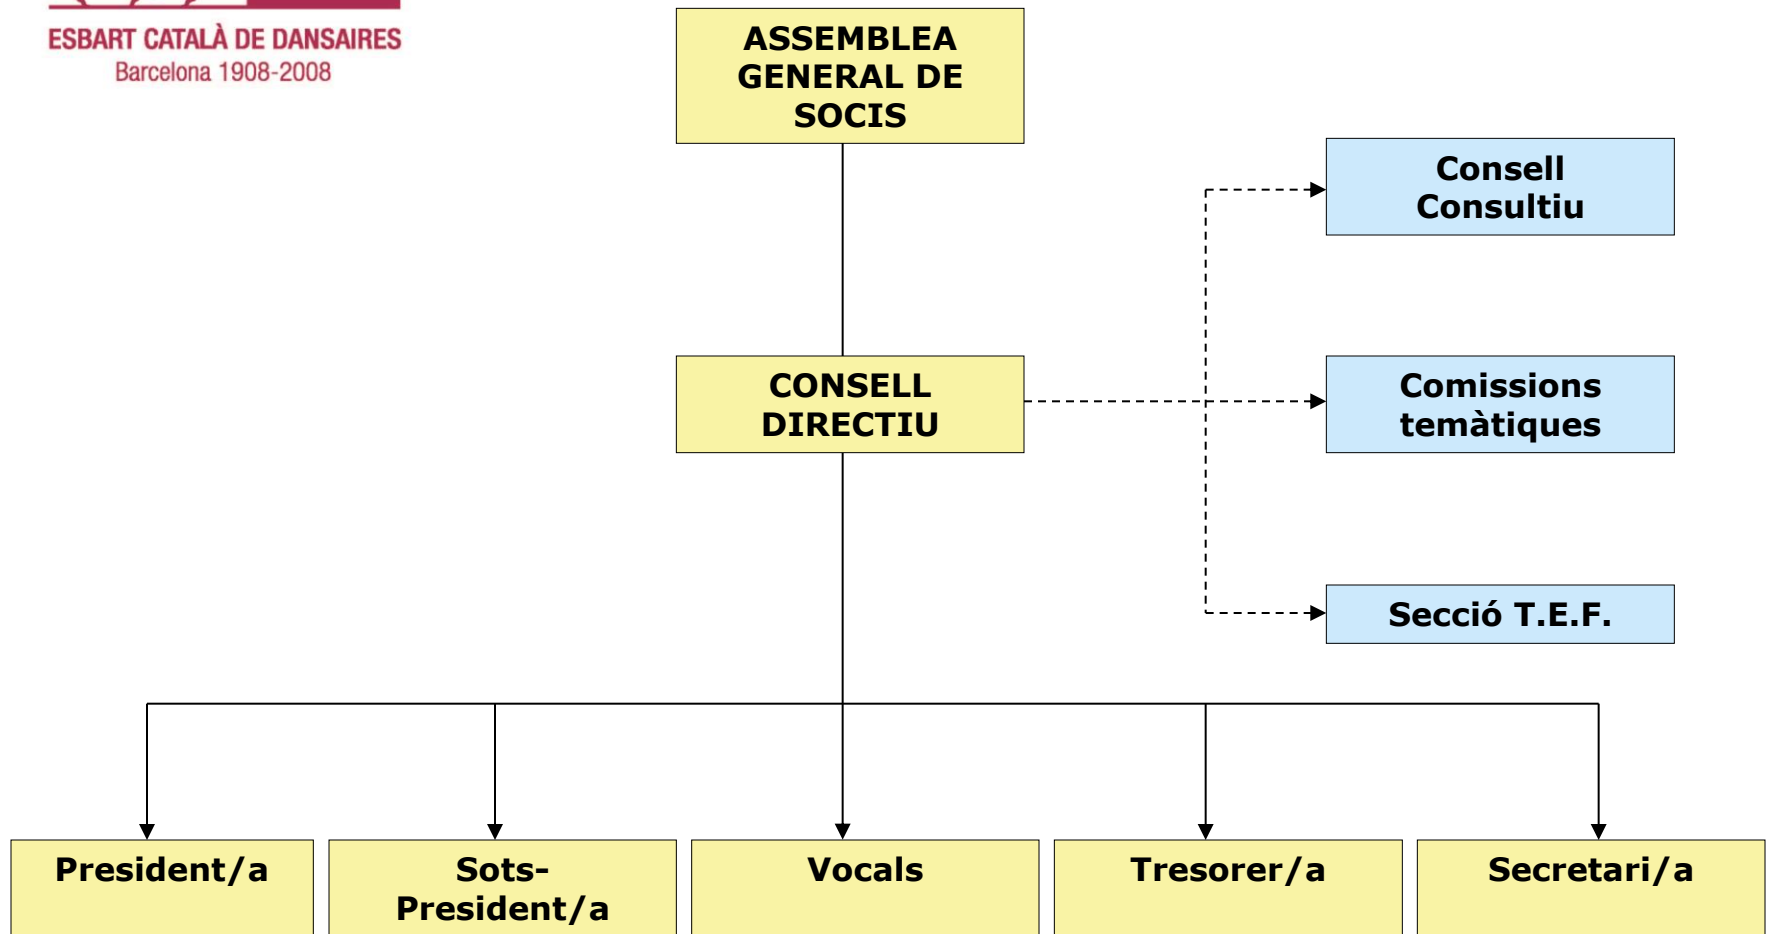 ESBART CATALÀ DE DANSAIRES
Barcelona 1908-2008
ASSEMBLEA
GENERAL DE
SOCIS
Consell
Consultiu
CONSELL
DIRECTIU
Comissions
temàtiques
Secció T.E.F.
President/a
Sots-
President/a
Vocals
Tresorer/a
Secretari/a